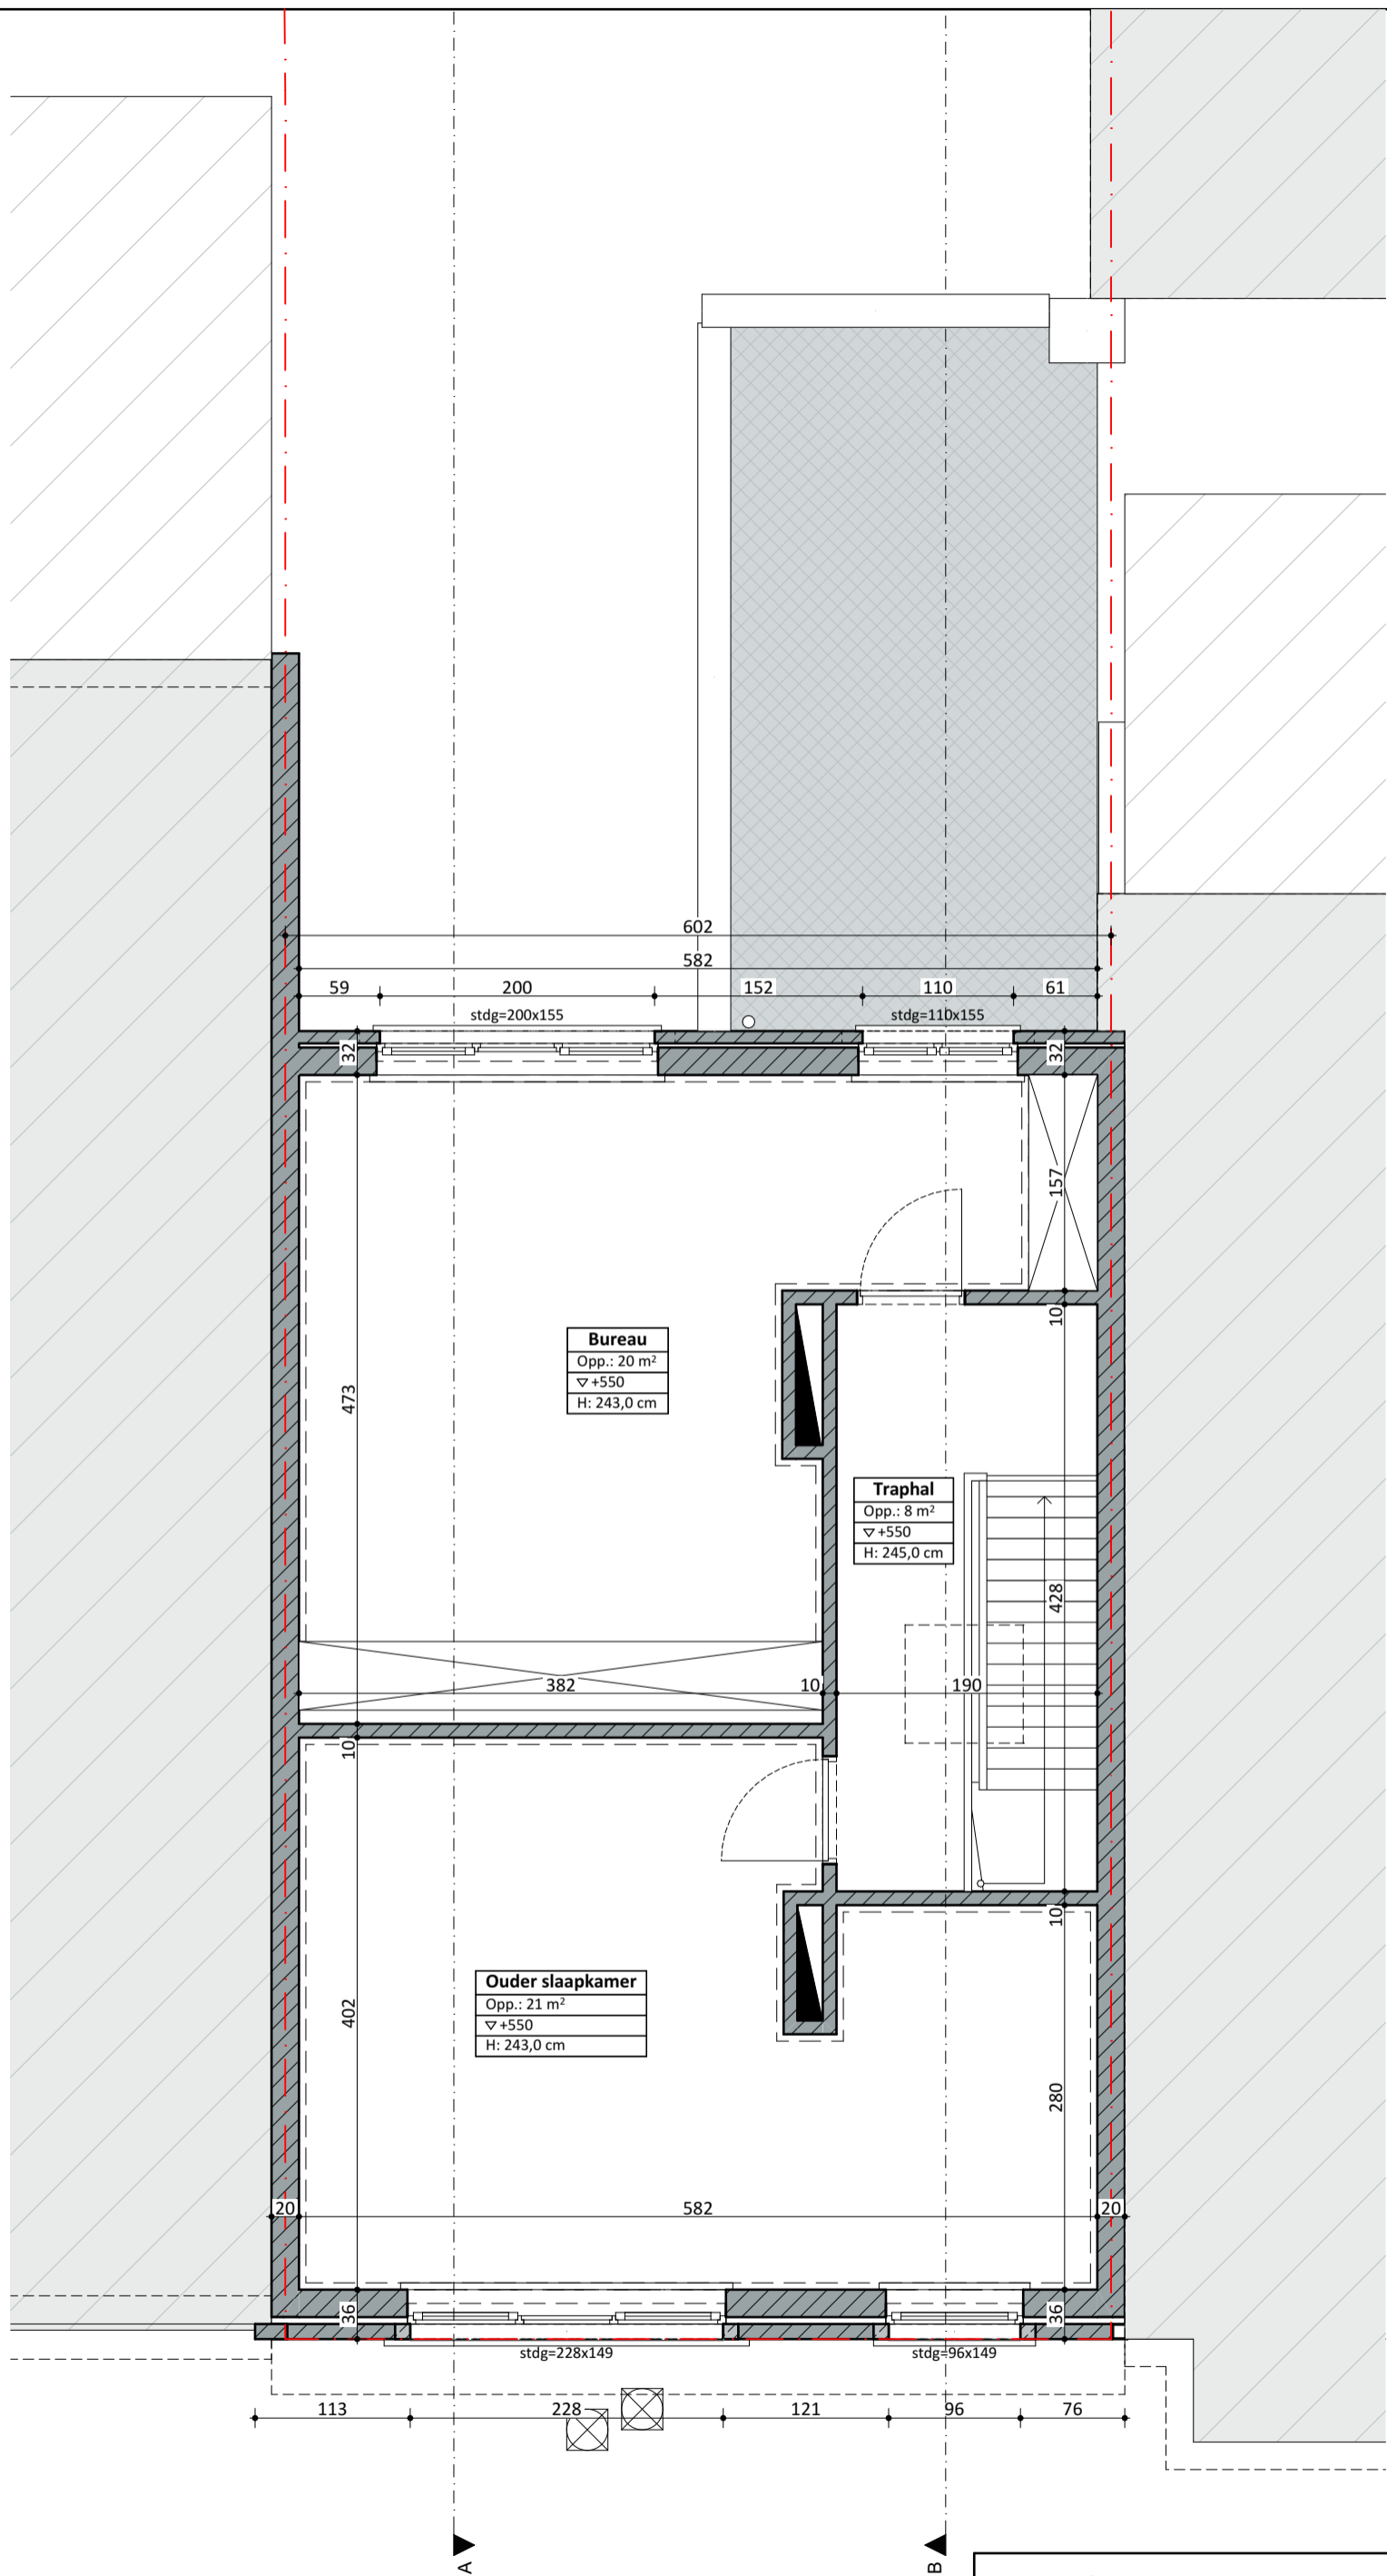 602
582
59 200 152 110 61
stdg=200x155 stdg=110x155
32 32
157
10
Bureau
Opp.: 20 m²
▽ +550
H: 243,0 cm
473
Traphal
Opp.: 8 m²
▽ +550
H: 245,0 cm
428
382 10 190
10
10
Ouder slaapkamer
Opp.: 21 m²
▽ +550
H: 243,0 cm
402
280
20 582 20
36 36
stdg=228x149 stdg=96x149
113 228 121 96 76
A B